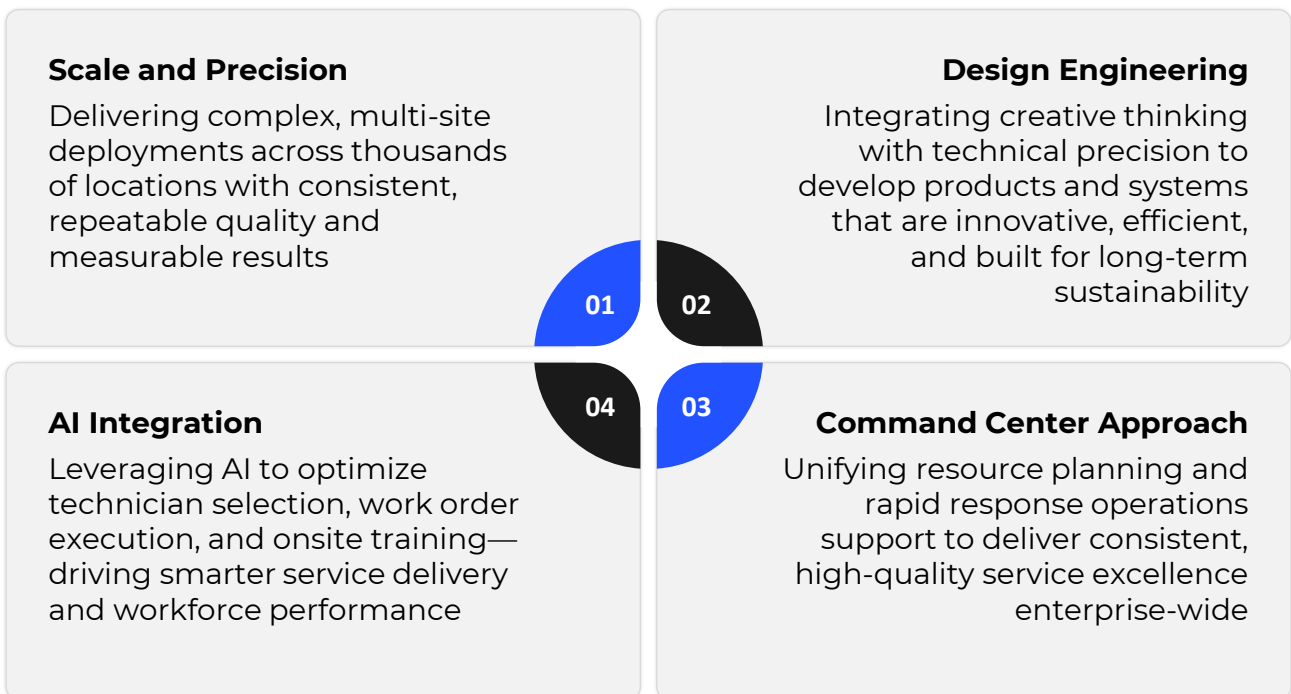 Scale and Precision
Delivering complex, multi-site
deployments across thousands
of locations with consistent,
repeatable quality and
measurable results
01
Design Engineering
Integrating creative thinking
with technical precision to
develop products and systems
that are innovative, efficient,
and built for long-term
sustainability
02
AI Integration
Leveraging AI to optimize
technician selection, work order
execution, and onsite training—
driving smarter service delivery
and workforce performance
04
Command Center Approach
Unifying resource planning and
rapid response operations
support to deliver consistent,
high-quality service excellence
enterprise-wide
03